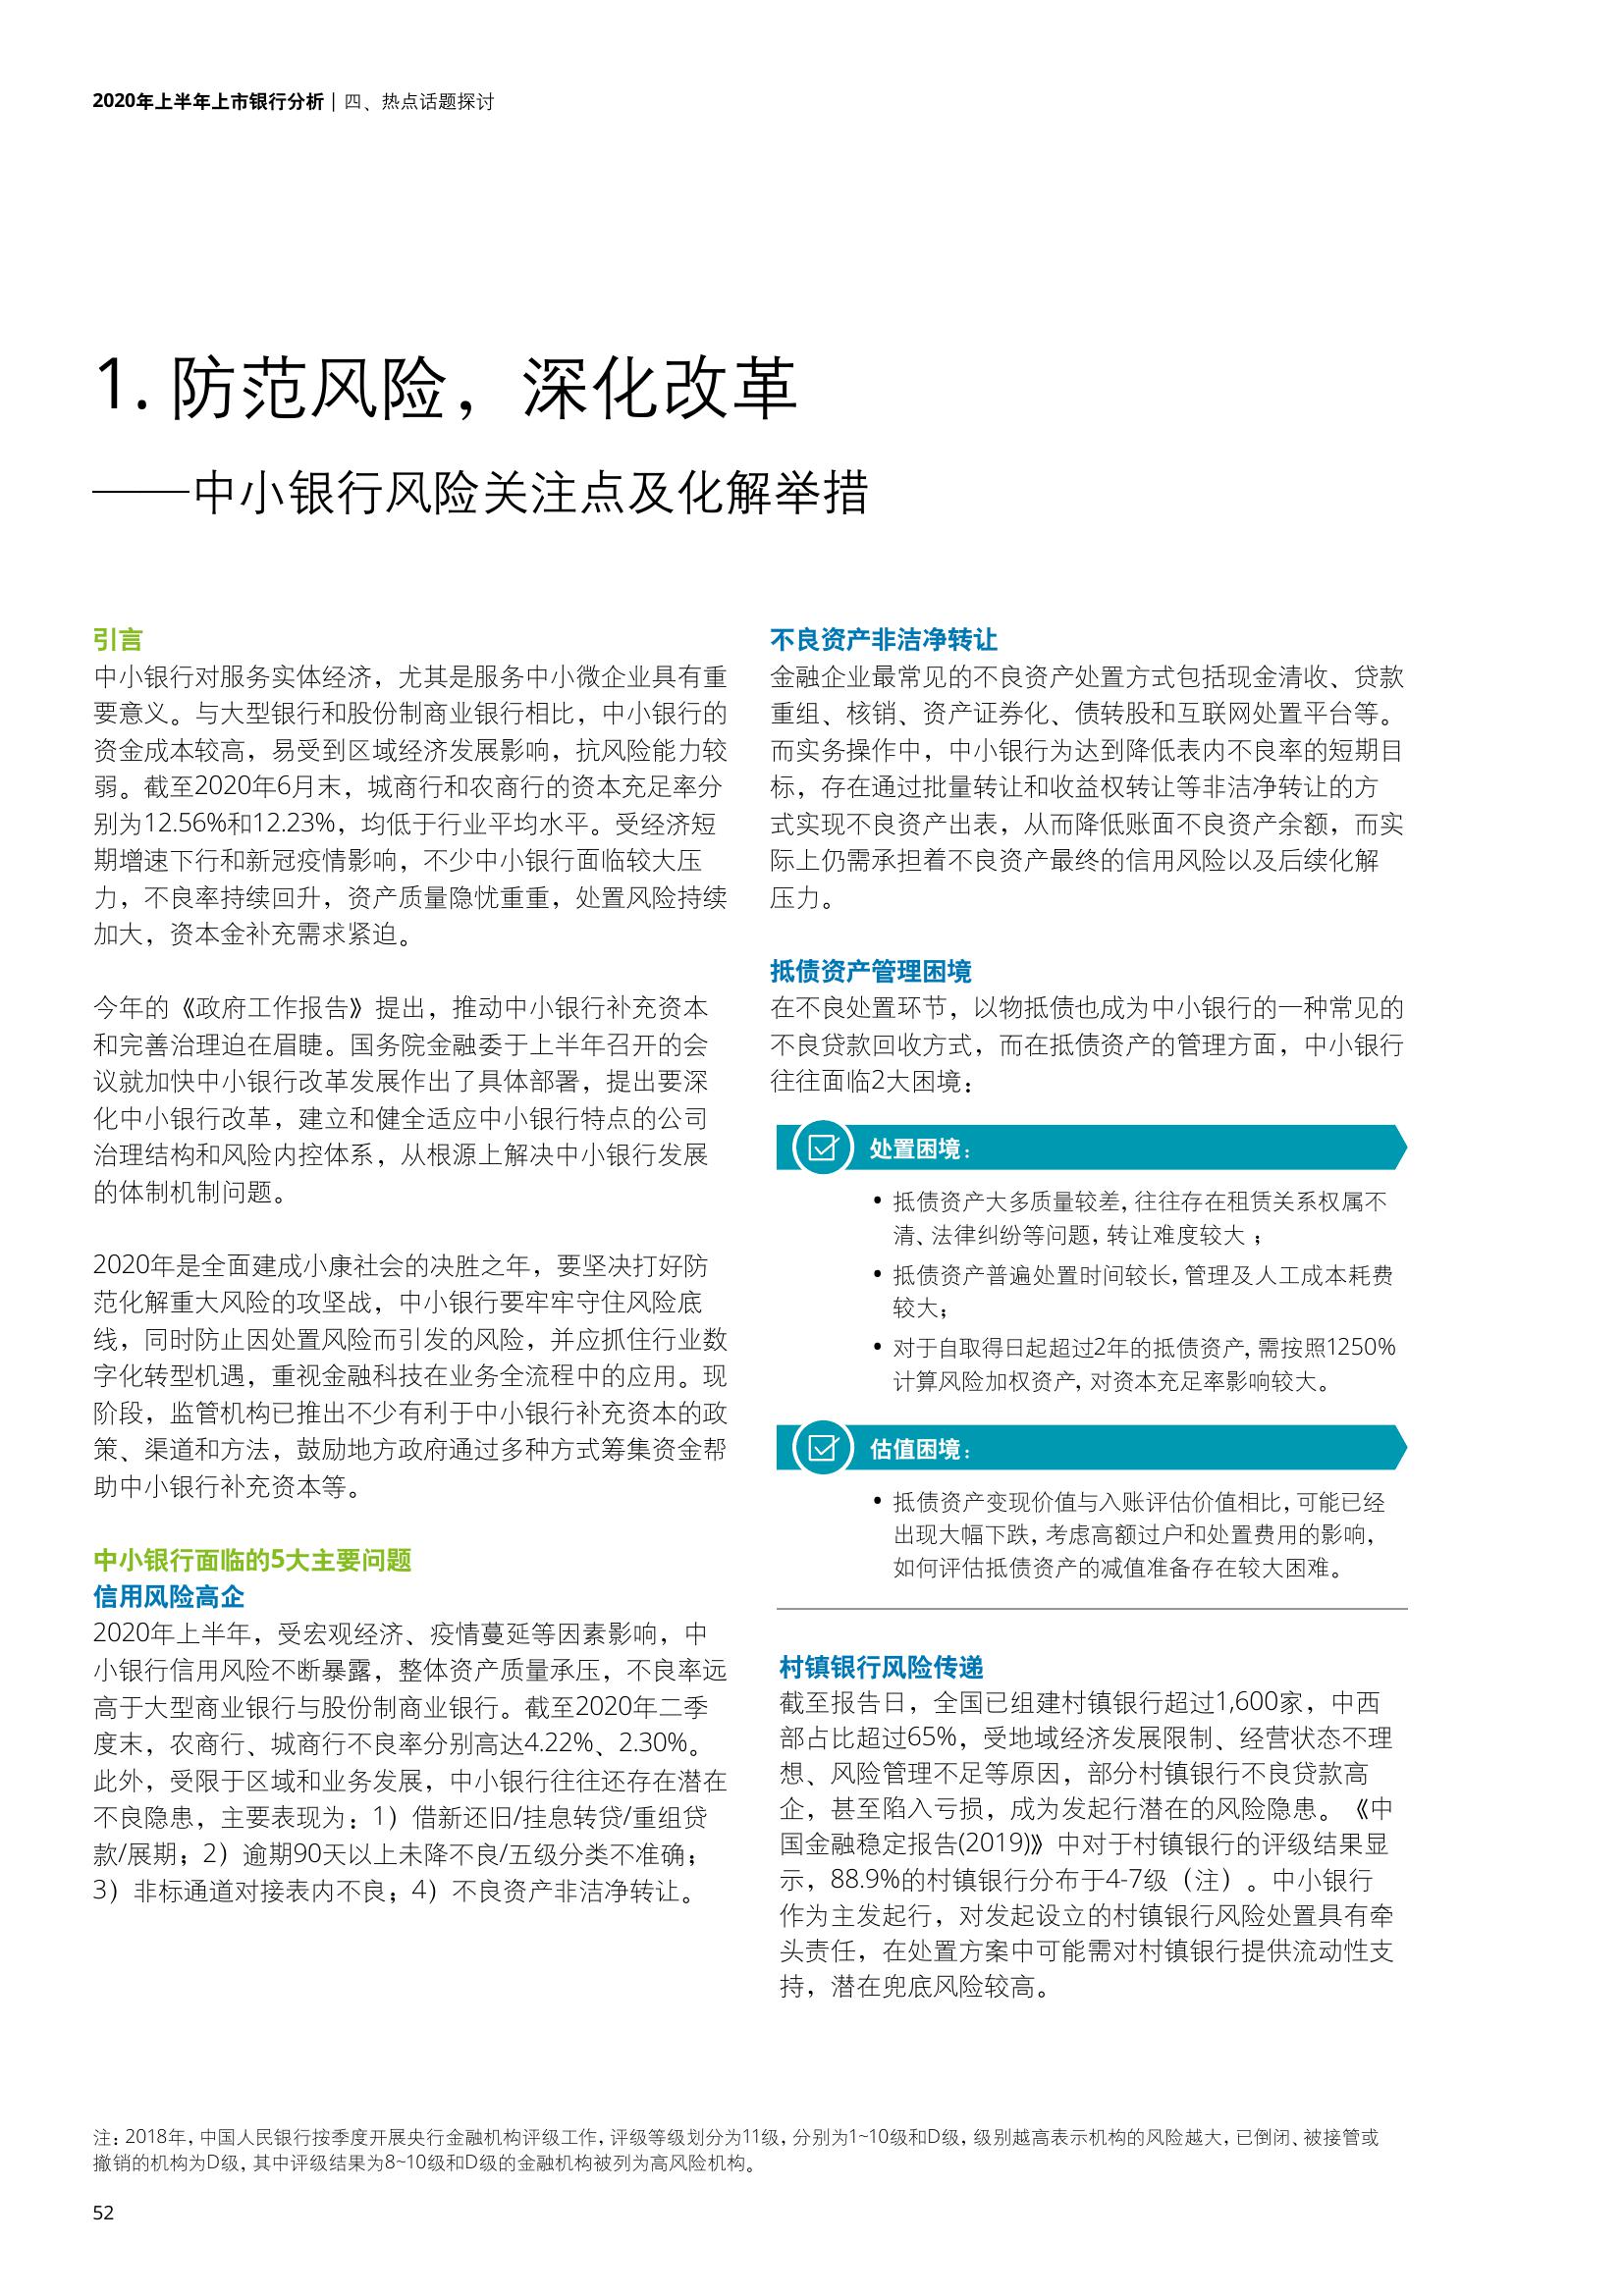 2020年上半年上市银行分析 | 四、热点话题探讨
1. 防范风险，深化改革
——中小银行风险关注点及化解举措
引言
中小银行对服务实体经济，尤其是服务中小微企业具有重
要意义。与大型银行和股份制商业银行相比，中小银行的
资金成本较高，易受到区域经济发展影响，抗风险能力较
弱。截至2020年6月末，城商行和农商行的资本充足率分
别为12.56%和12.23%，均低于行业平均水平。受经济短
期增速下行和新冠疫情影响，不少中小银行面临较大压
力，不良率持续回升，资产质量隐忧重重，处置风险持续
加大，资本金补充需求紧迫。
今年的《政府工作报告》提出，推动中小银行补充资本
和完善治理迫在眉睫。国务院金融委于上半年召开的会
议就加快中小银行改革发展作出了具体部署，提出要深
化中小银行改革，建立和健全适应中小银行特点的公司
治理结构和风险内控体系，从根源上解决中小银行发展
的体制机制问题。
2020年是全面建成小康社会的决胜之年，要坚决打好防
范化解重大风险的攻坚战，中小银行要牢牢守住风险底
线，同时防止因处置风险而引发的风险，并应抓住行业数
字化转型机遇，重视金融科技在业务全流程中的应用。现
阶段，监管机构已推出不少有利于中小银行补充资本的政
策、渠道和方法，鼓励地方政府通过多种方式筹集资金帮
助中小银行补充资本等。
中小银行面临的5大主要问题
信用风险高企
2020年上半年，受宏观经济、疫情蔓延等因素影响，中
小银行信用风险不断暴露，整体资产质量承压，不良率远
高于大型商业银行与股份制商业银行。截至2020年二季
度末，农商行、城商行不良率分别高达4.22%、2.30%。
此外，受限于区域和业务发展，中小银行往往还存在潜在
不良隐患，主要表现为：1）借新还旧/挂息转贷/重组贷
款/展期；2）逾期90天以上未降不良/五级分类不准确；
3）非标通道对接表内不良；4）不良资产非洁净转让。
不良资产非洁净转让
金融企业最常见的不良资产处置方式包括现金清收、贷款
重组、核销、资产证券化、债转股和互联网处置平台等。
而实务操作中，中小银行为达到降低表内不良率的短期目
标，存在通过批量转让和收益权转让等非洁净转让的方
式实现不良资产出表，从而降低账面不良资产余额，而实
际上仍需承担着不良资产最终的信用风险以及后续化解
压力。
抵债资产管理困境
在不良处置环节，以物抵债也成为中小银行的一种常见的
不良贷款回收方式，而在抵债资产的管理方面，中小银行
往往面临2大困境：
处置困境：
• 抵债资产大多质量较差，往往存在租赁关系权属不
清、法律纠纷等问题，转让难度较大 ；
• 抵债资产普遍处置时间较长，管理及人工成本耗费
较大；
• 对于自取得日起超过2年的抵债资产，需按照1250%
计算风险加权资产，对资本充足率影响较大。
估值困境：
• 抵债资产变现价值与入账评估价值相比，可能已经
出现大幅下跌，考虑高额过户和处置费用的影响，
如何评估抵债资产的减值准备存在较大困难。
村镇银行风险传递
截至报告日，全国已组建村镇银行超过1,600家，中西
部占比超过65%，受地域经济发展限制、经营状态不理
想、风险管理不足等原因，部分村镇银行不良贷款高
企，甚至陷入亏损，成为发起行潜在的风险隐患。《中
国金融稳定报告(2019)》中对于村镇银行的评级结果显
示，88.9%的村镇银行分布于4-7级（注）。中小银行
作为主发起行，对发起设立的村镇银行风险处置具有牵
头责任，在处置方案中可能需对村镇银行提供流动性支
持，潜在兜底风险较高。
注：2018年，中国人民银行按季度开展央行金融机构评级工作，评级等级划分为11级，分别为1~10级和D级，级别越高表示机构的风险越大，已倒闭、被接管或
撤销的机构为D级，其中评级结果为8~10级和D级的金融机构被列为高风险机构。
52